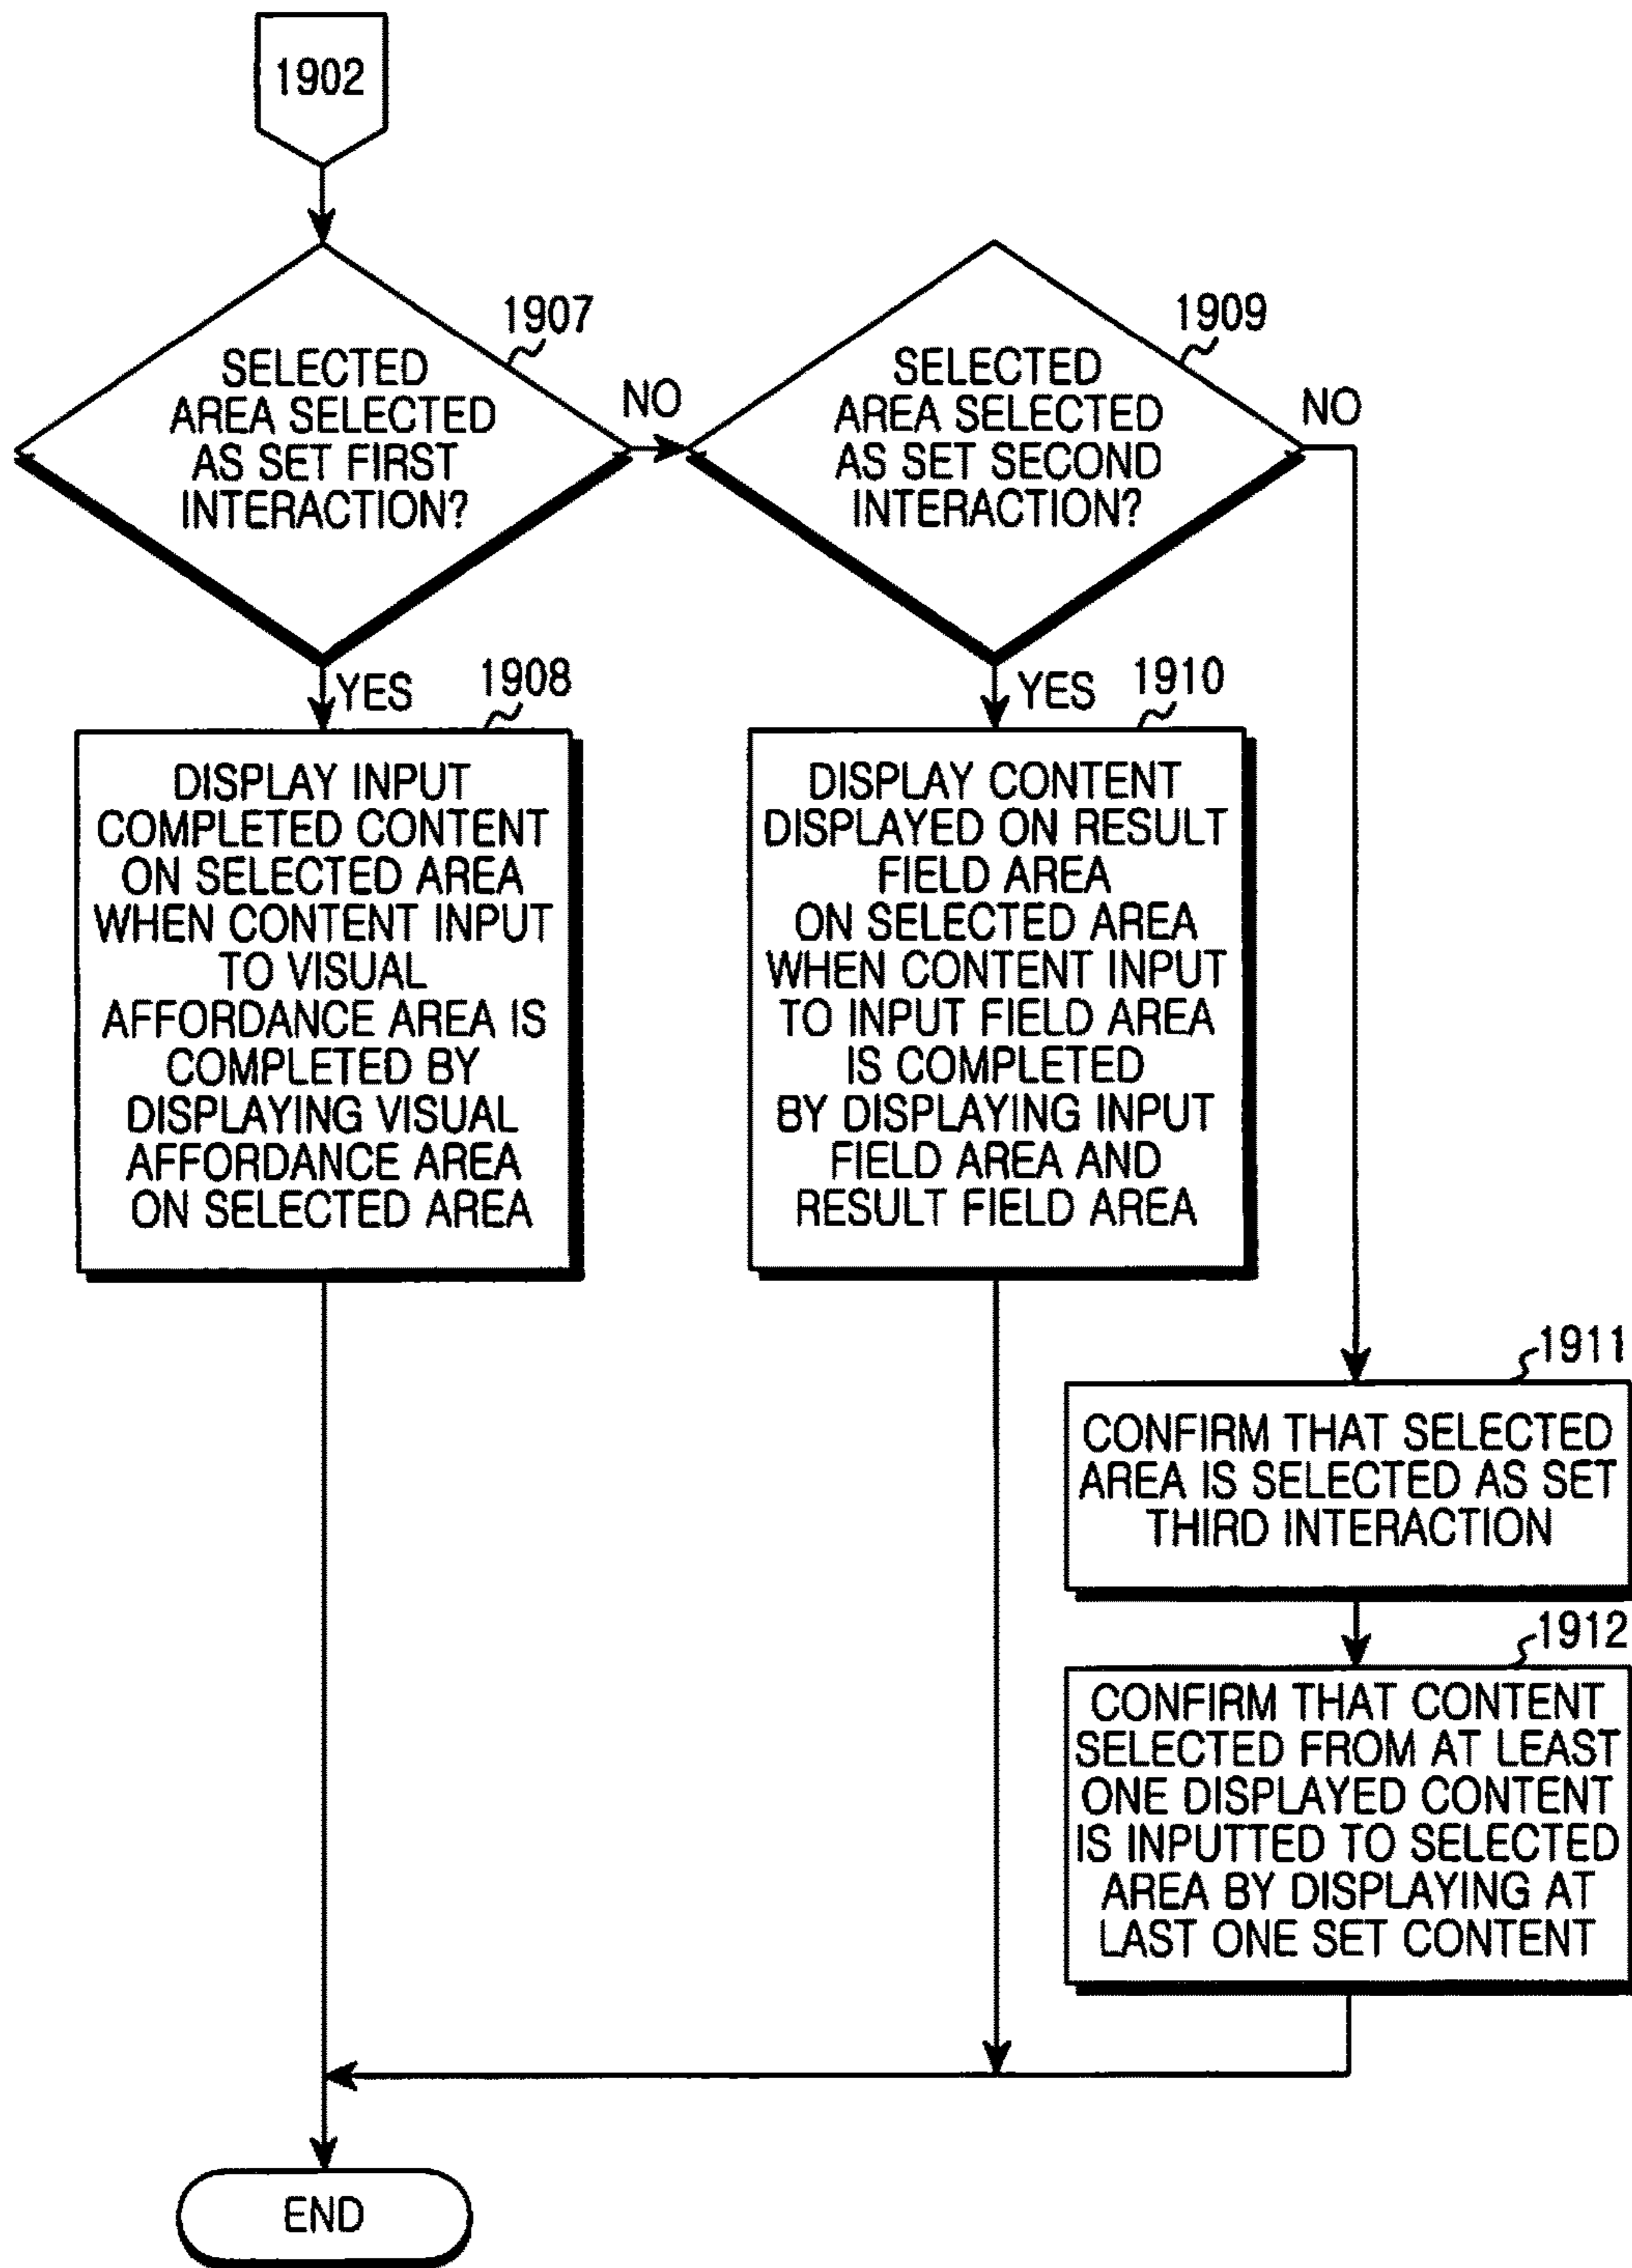 1902
1907
SELECTED
AREA SELECTED
AS SET FIRST
INTERACTION?
NO
1909
SELECTED
AREA SELECTED
AS SET SECOND
INTERACTION?
NO
YES
1908
DISPLAY INPUT
COMPLETED CONTENT
ON SELECTED AREA
WHEN CONTENT INPUT
TO VISUAL
AFFORDANCE AREA IS
COMPLETED BY
DISPLAYING VISUAL
AFFORDANCE AREA
ON SELECTED AREA
YES
1910
DISPLAY CONTENT
DISPLAYED ON RESULT
FIELD AREA
ON SELECTED AREA
WHEN CONTENT INPUT
TO INPUT FIELD AREA
IS COMPLETED
BY DISPLAYING INPUT
FIELD AREA AND
RESULT FIELD AREA
1911
CONFIRM THAT SELECTED
AREA IS SELECTED AS SET
THIRD INTERACTION
1912
CONFIRM THAT CONTENT
SELECTED FROM AT LEAST
ONE DISPLAYED CONTENT
IS INPUTTED TO SELECTED
AREA BY DISPLAYING AT
LAST ONE SET CONTENT
END